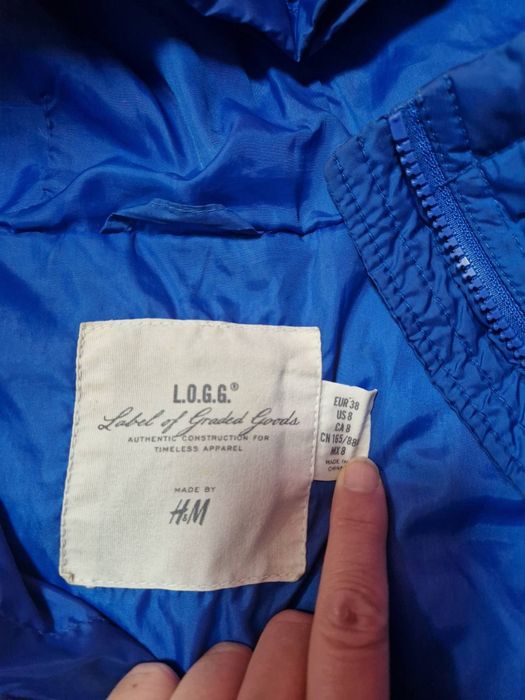 L.O.G.G.®
Label of Graded Goods
AUTHENTIC CONSTRUCTION FOR
TIMELESS APPAREL
MADE BY
H&M
EUR 38
US 8
CA 8
CN 165/88
MX 8
MADE